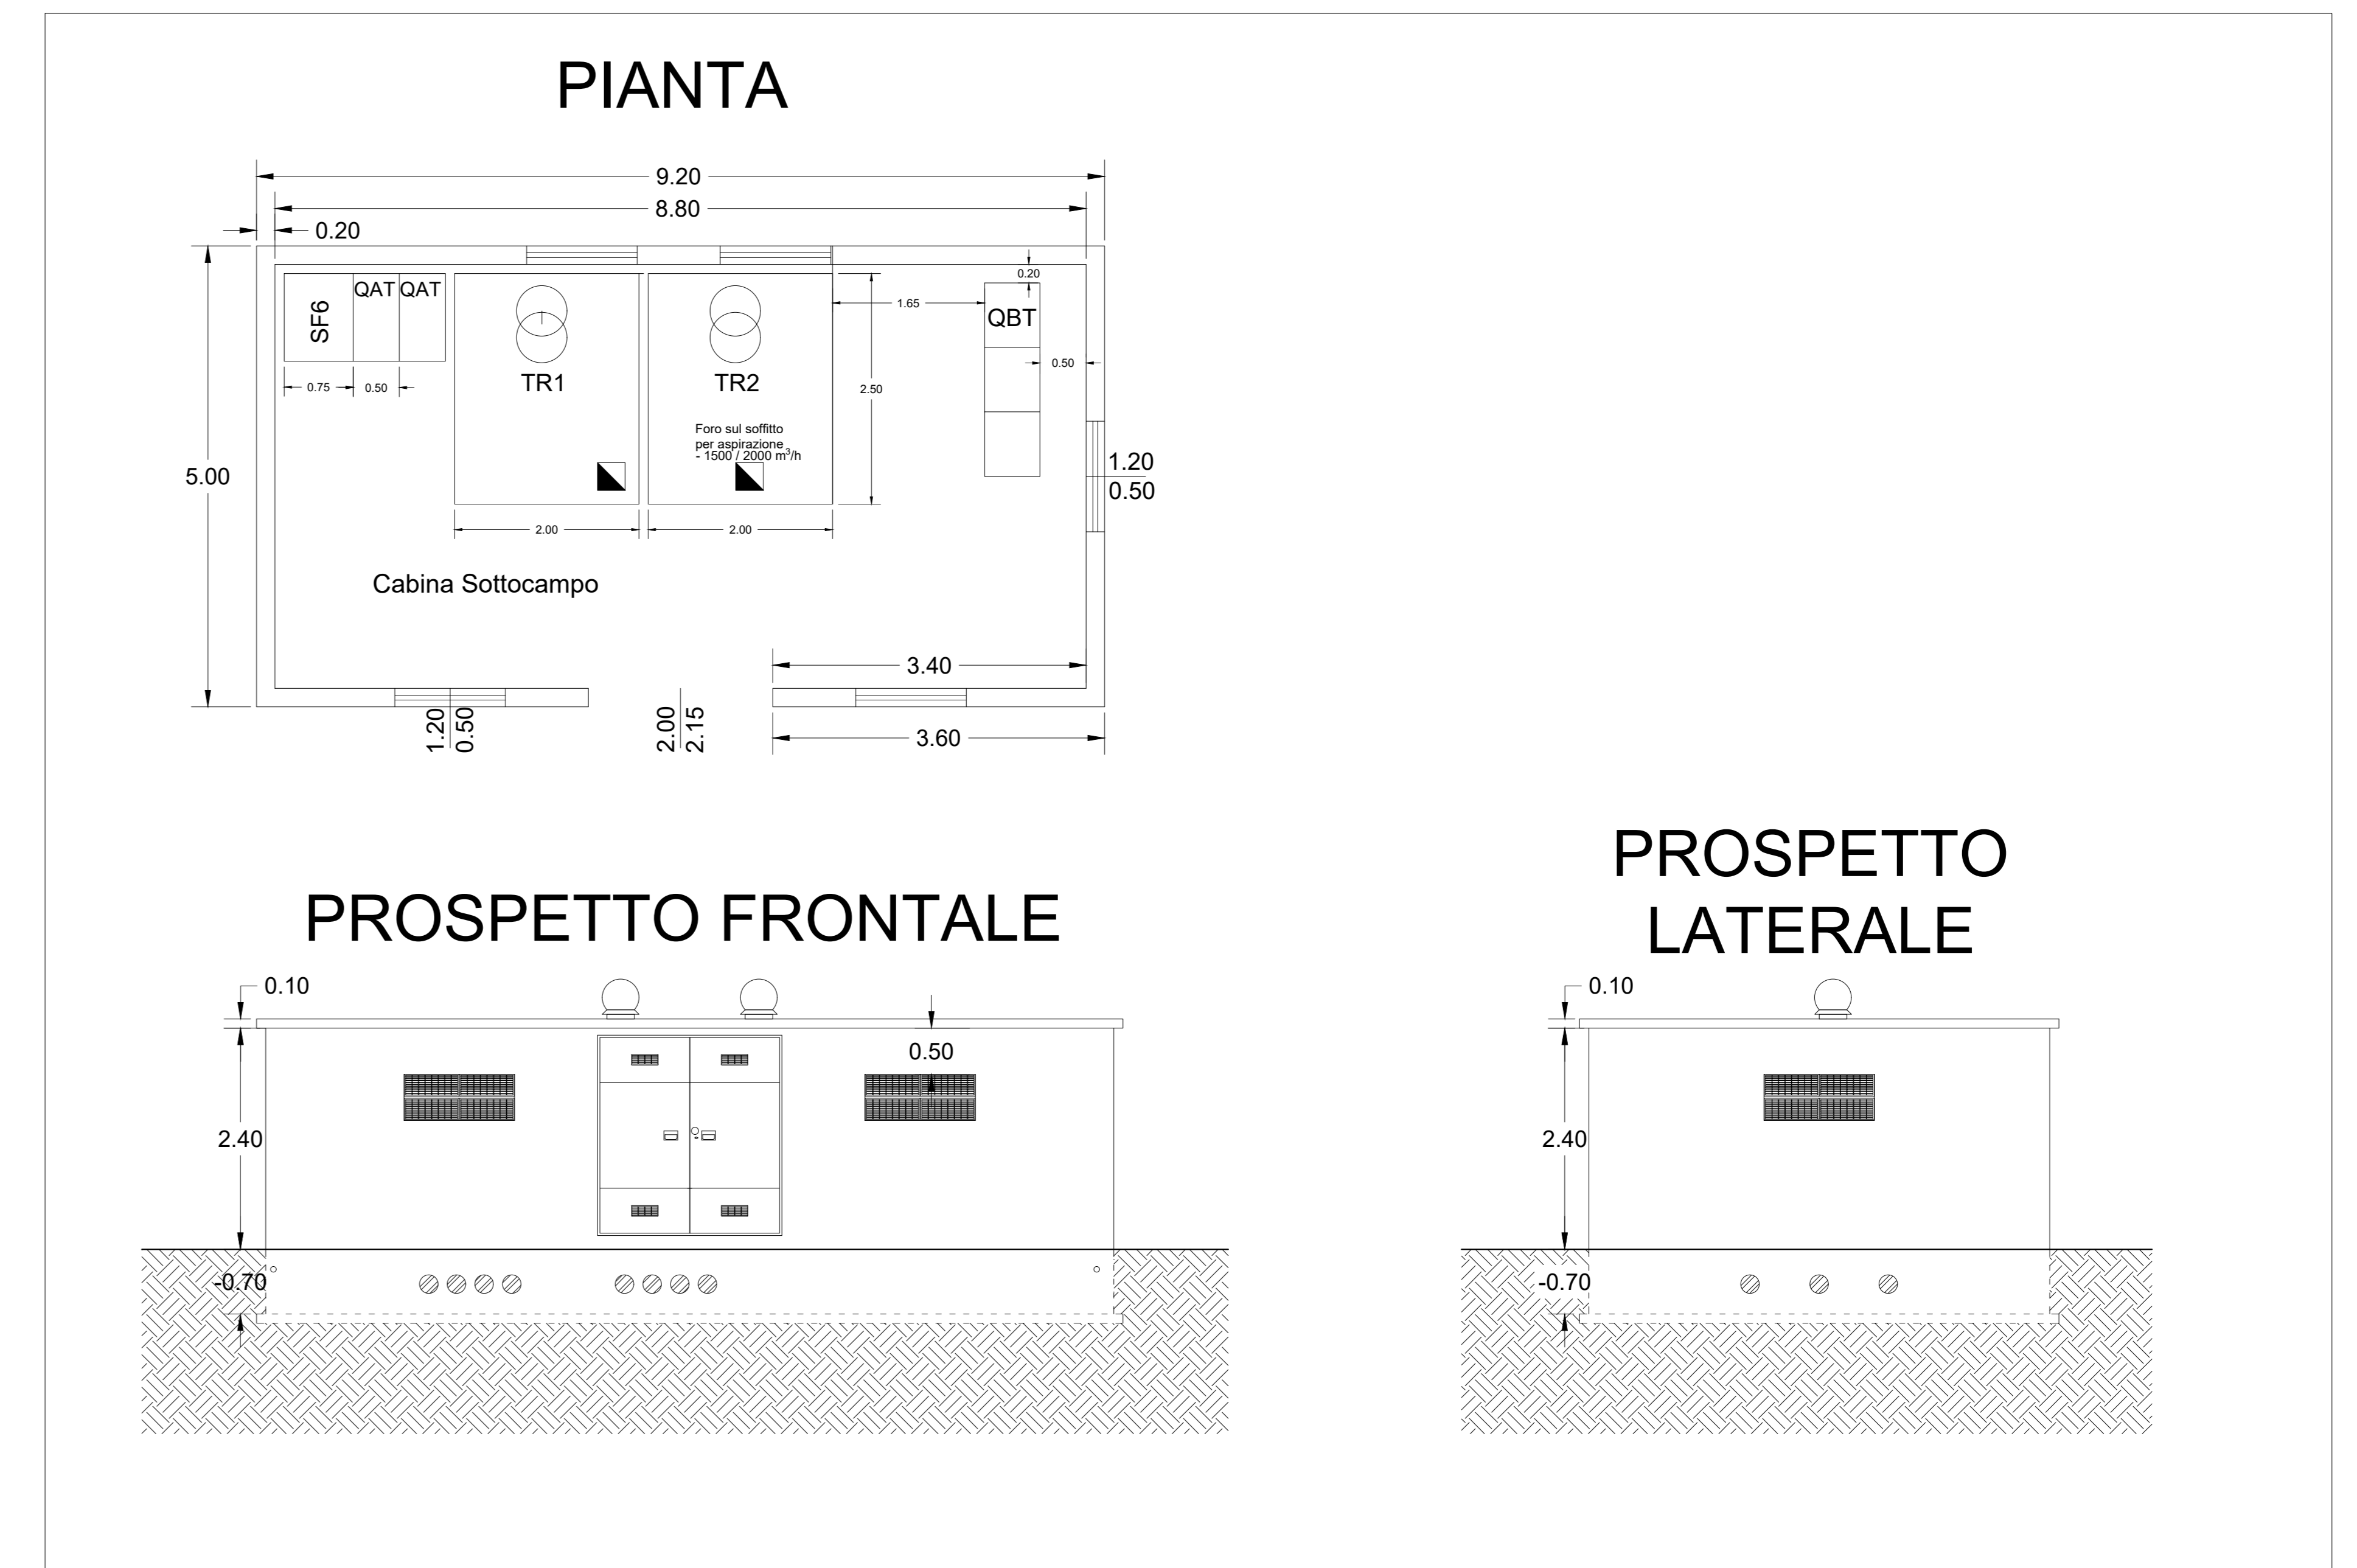 PIANTA
9.20
8.80
0.20
0.20
SF6
QAT
QAT
TR1
TR2
1.65
QBT
0.50
0.75
0.50
2.50
Foro sul soffitto
per aspirazione
- 1500 / 2000 m³/h
5.00
1.20
0.50
2.00
2.00
Cabina Sottocampo
3.40
1.20
0.50
2.00
2.15
3.60
PROSPETTO FRONTALE
PROSPETTO
LATERALE
0.10
0.50
2.40
-0.70
0.10
2.40
-0.70